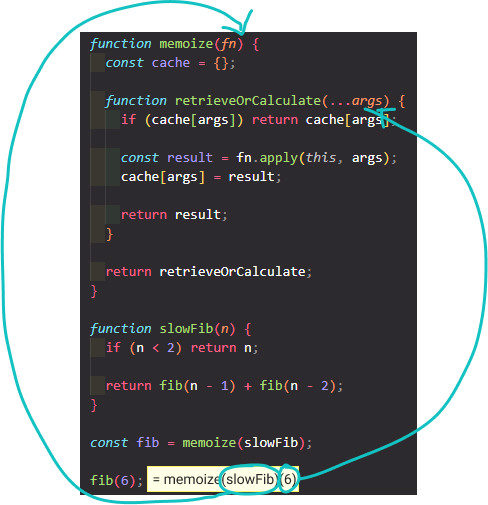 function memoize(fn) {
const cache = {};
function retrieveOrCalculate(...args) {
if (cache[args]) return cache[args];
const result = fn.apply(this, args);
cache[args] = result;
return result;
}
return retrieveOrCalculate;
}
function slowFib(n) {
if (n < 2) return n;
return fib(n - 1) + fib(n - 2);
}
const fib = memoize(slowFib);
fib(6); = memoize(slowFib)(6)